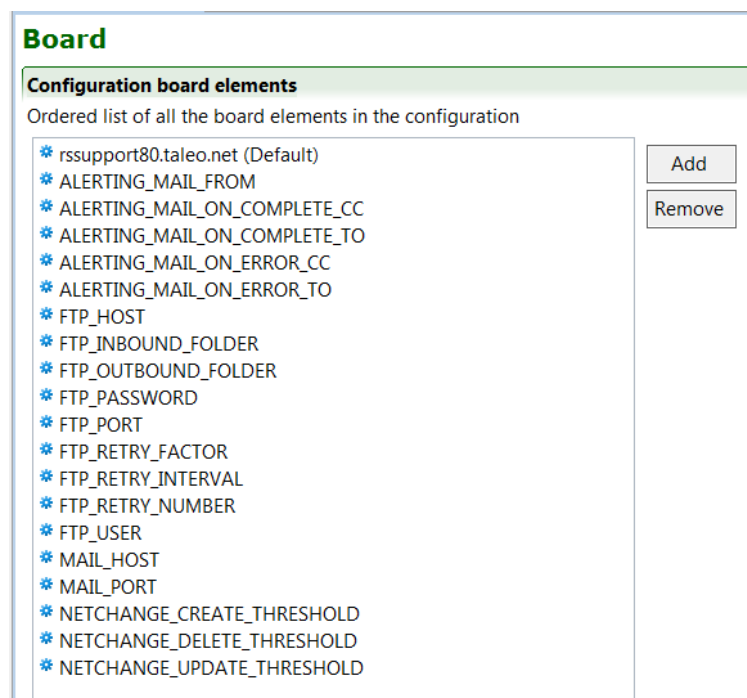 Board
Configuration board elements
Ordered list of all the board elements in the configuration
rssupport80.taleo.net (Default)
ALERTING_MAIL_FROM
ALERTING_MAIL_ON_COMPLETE_CC
ALERTING_MAIL_ON_COMPLETE_TO
ALERTING_MAIL_ON_ERROR_CC
ALERTING_MAIL_ON_ERROR_TO
FTP_HOST
FTP_INBOUND_FOLDER
FTP_OUTBOUND_FOLDER
FTP_PASSWORD
FTP_PORT
FTP_RETRY_FACTOR
FTP_RETRY_INTERVAL
FTP_RETRY_NUMBER
FTP_USER
MAIL_HOST
MAIL_PORT
NETCHANGE_CREATE_THRESHOLD
NETCHANGE_DELETE_THRESHOLD
NETCHANGE_UPDATE_THRESHOLD
Add
Remove